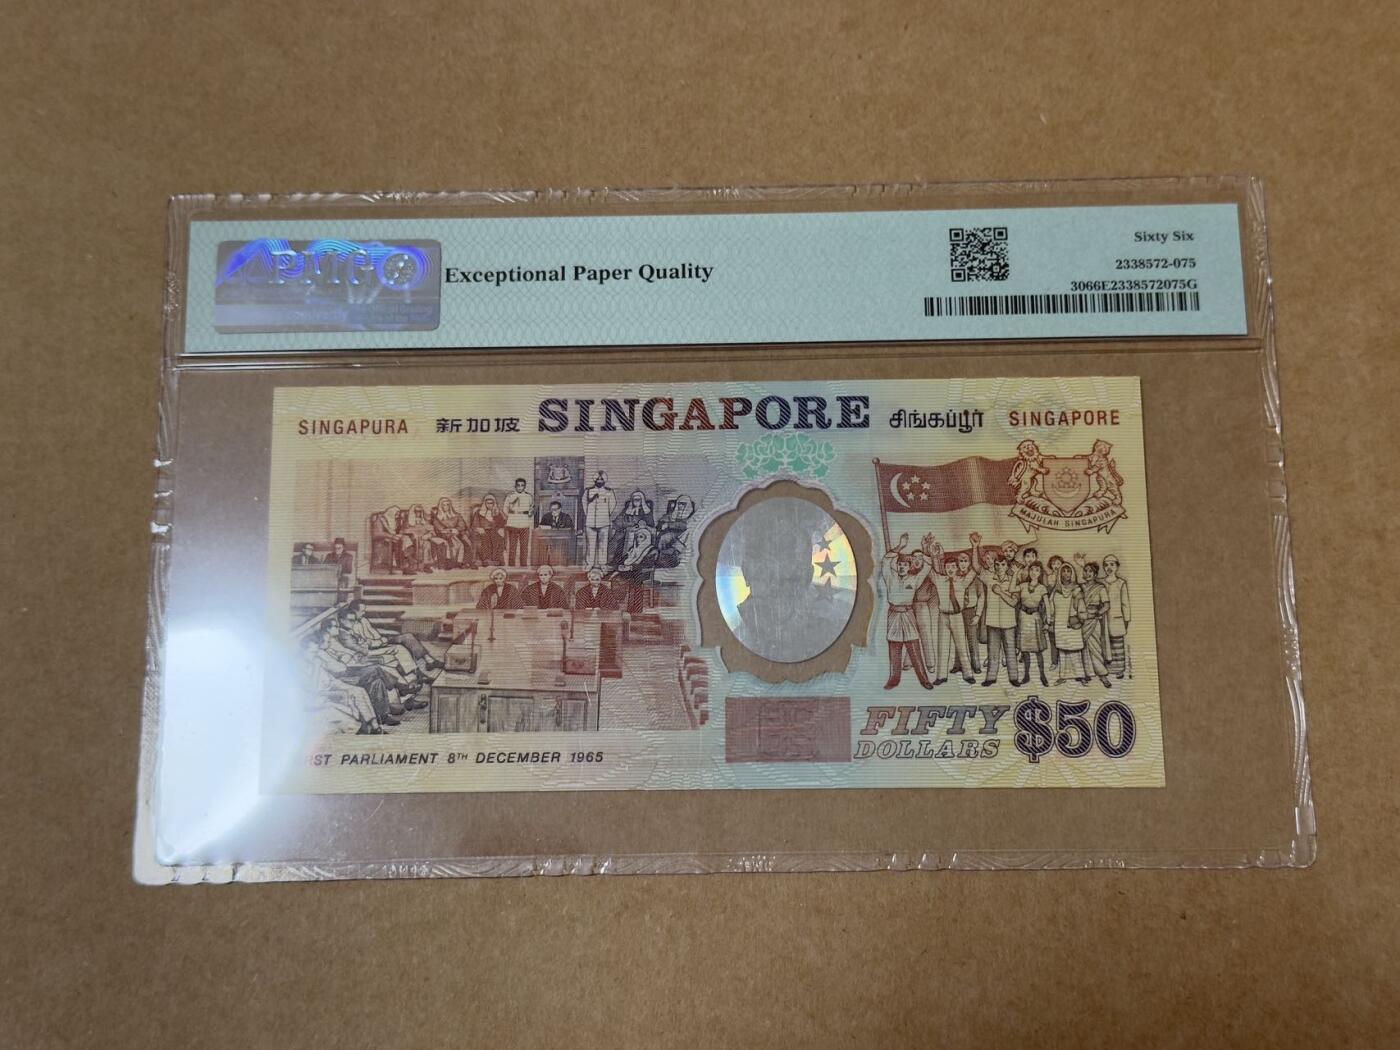 PMG
Exceptional Paper Quality
Sixty Six
2338572-075
3066E2338572075G
SINGAPURA 新加坡 SINGAPORE சிங்கப்பூர் SINGAPORE
MAJULAH SINGAPURA
FIFTY
DOLLARS
$50
PARLIAMENT 8TH DECEMBER 1965